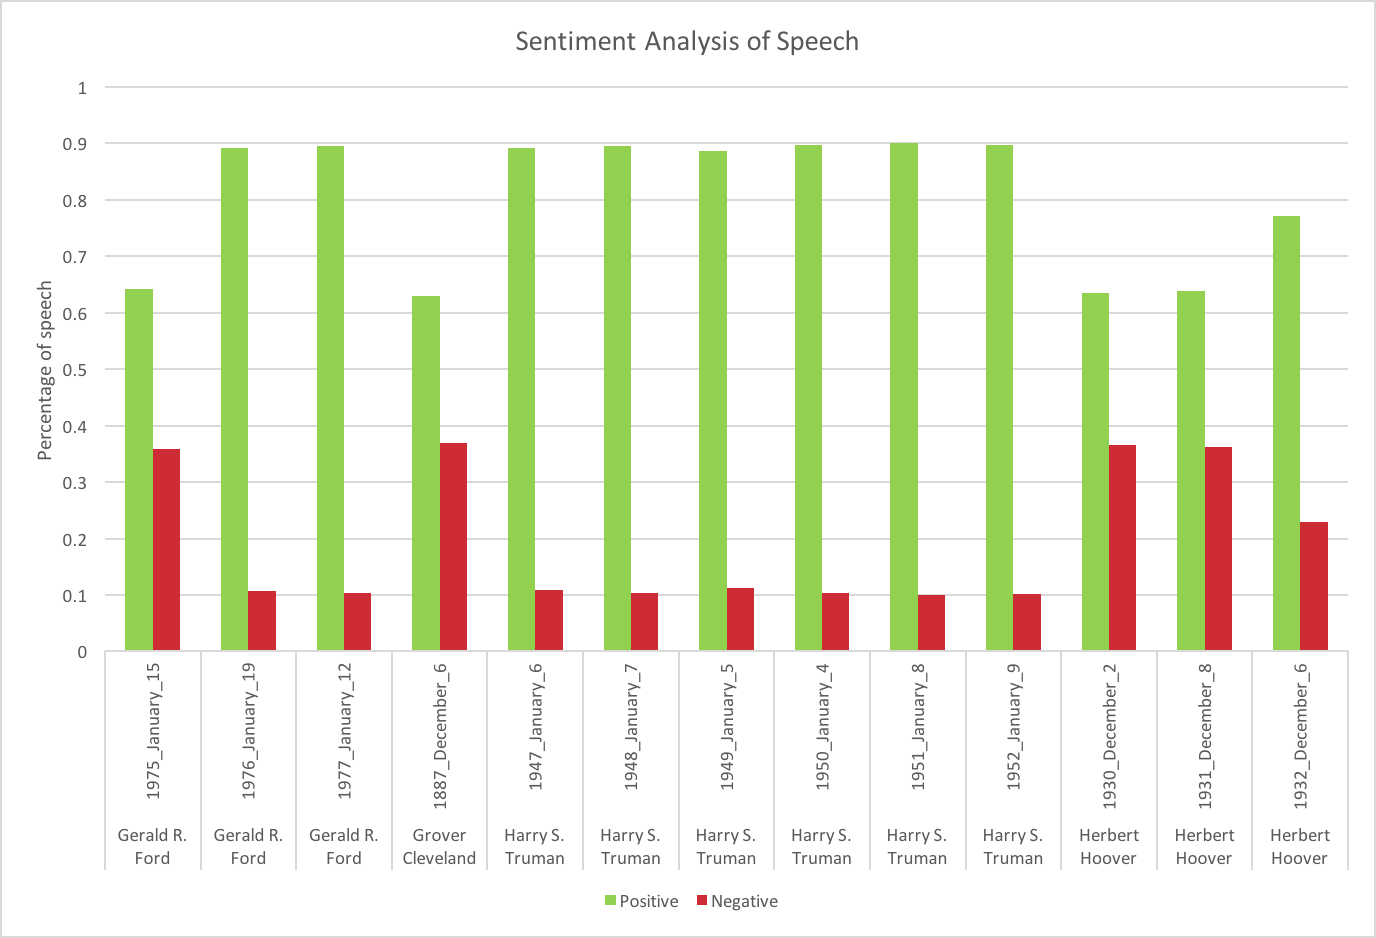 Sentiment Analysis of Speech
Percentage of speech
1
0.9
0.8
0.7
0.6
0.5
0.4
0.3
0.2
0.1
0
1975_January_15
1976_January_19
1977_January_12
1887_December_6
1947_January_6
1948_January_7
1949_January_5
1950_January_4
1951_January_8
1952_January_9
1930_December_2
1931_December_8
1932_December_6
Gerald R.
Ford
Gerald R.
Ford
Gerald R.
Ford
Grover
Cleveland
Harry S.
Truman
Harry S.
Truman
Harry S.
Truman
Harry S.
Truman
Harry S.
Truman
Harry S.
Truman
Herbert
Hoover
Herbert
Hoover
Herbert
Hoover
Positive
Negative